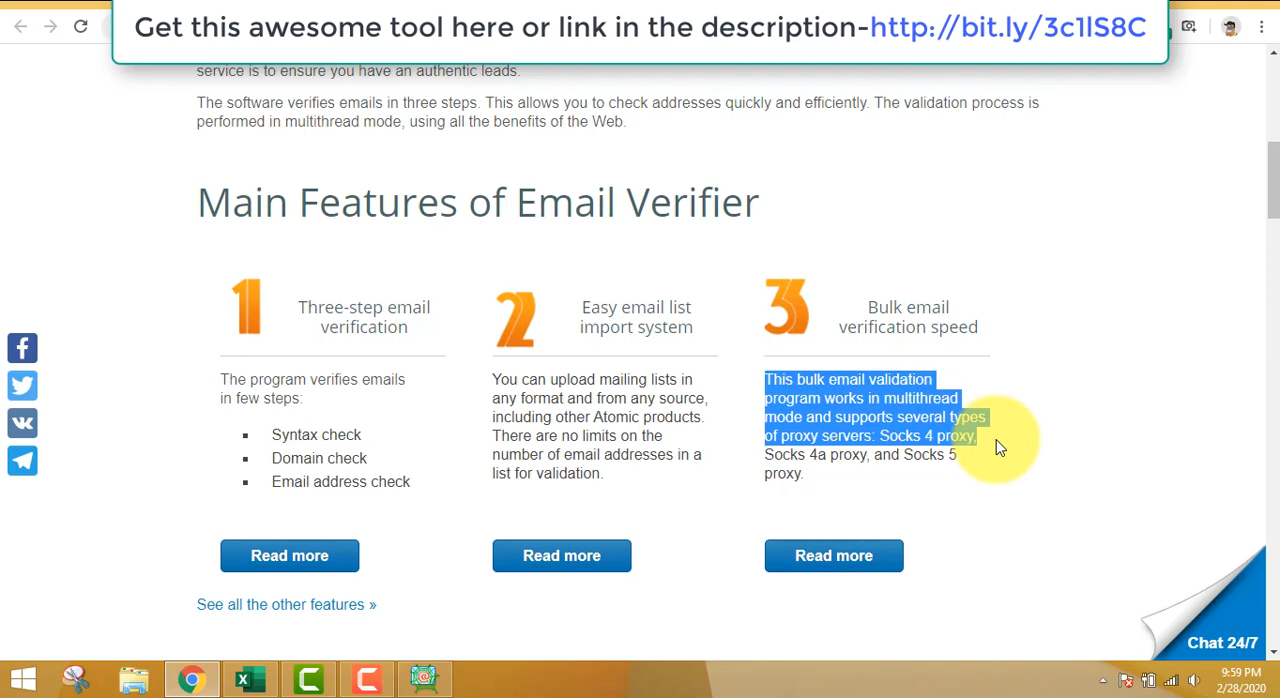 Get this awesome tool here or link in the description-http://bit.ly/3c1lS8C
service is to ensure you have an authentic leads.
The software verifies emails in three steps. This allows you to check addresses quickly and efficiently. The validation process is
performed in multithread mode, using all the benefits of the Web.
Main Features of Email Verifier
1
Three-step email
verification
The program verifies emails
in few steps:
Syntax check
Domain check
Email address check
Read more
2
Easy email list
import system
You can upload mailing lists in
any format and from any source,
including other Atomic products.
There are no limits on the
number of email addresses in a
list for validation.
Read more
3
Bulk email
verification speed
This bulk email validation
program works in multithread
mode and supports several types
of proxy servers: Socks 4 proxy,
Socks 4a proxy, and Socks 5
proxy.
Read more
See all the other features »
Chat 24/7
9:59 PM
2/28/2020